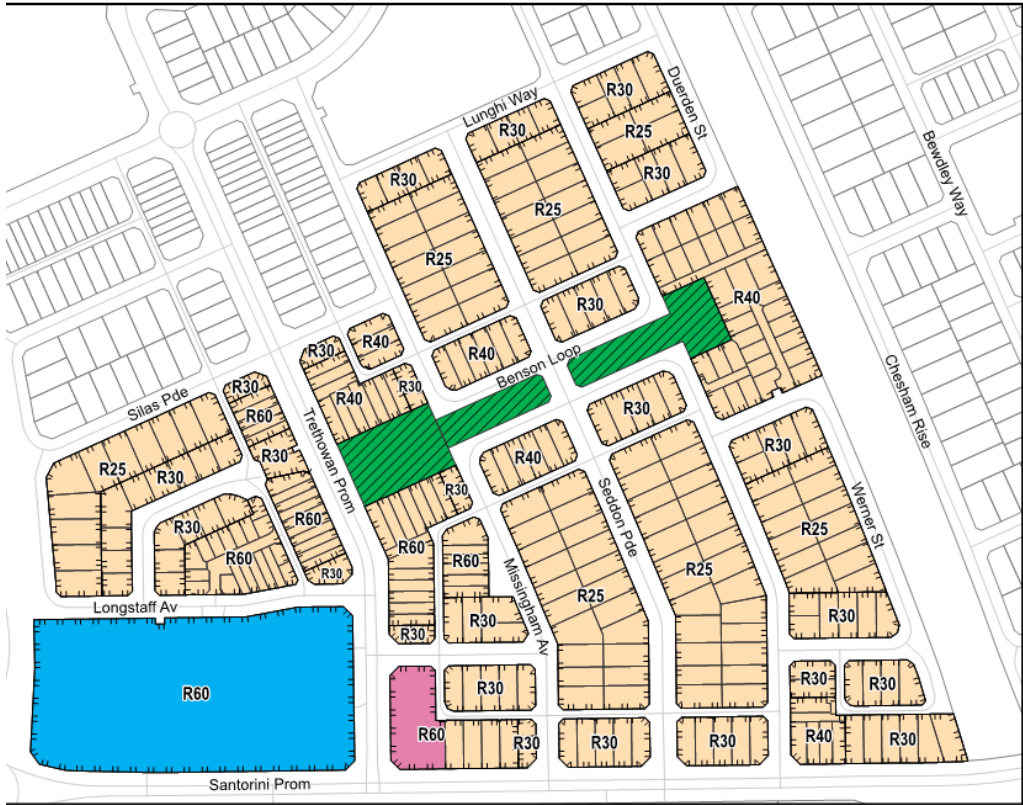 Duerden St
R30
Lunghi Way
R30
R25
R30
R30
Bewdley Way
R25
R25
R40
R30
R30
R40
R40
Benson Loop
R30
R40
Chesham Rise
Silas Pde
R30
R60
R30
R30
R40
Trethowan Prom
R25
R30
R30
R30
R60
R30
R60
R30
R60
R60
R30
R30
Missingham Av
Seddon Pde
R25
R25
R25
Werner St
R30
Longstaff Av
R60
R30
R30
R30
R60
R30
R30
R30
R40
R30
Santorini Prom